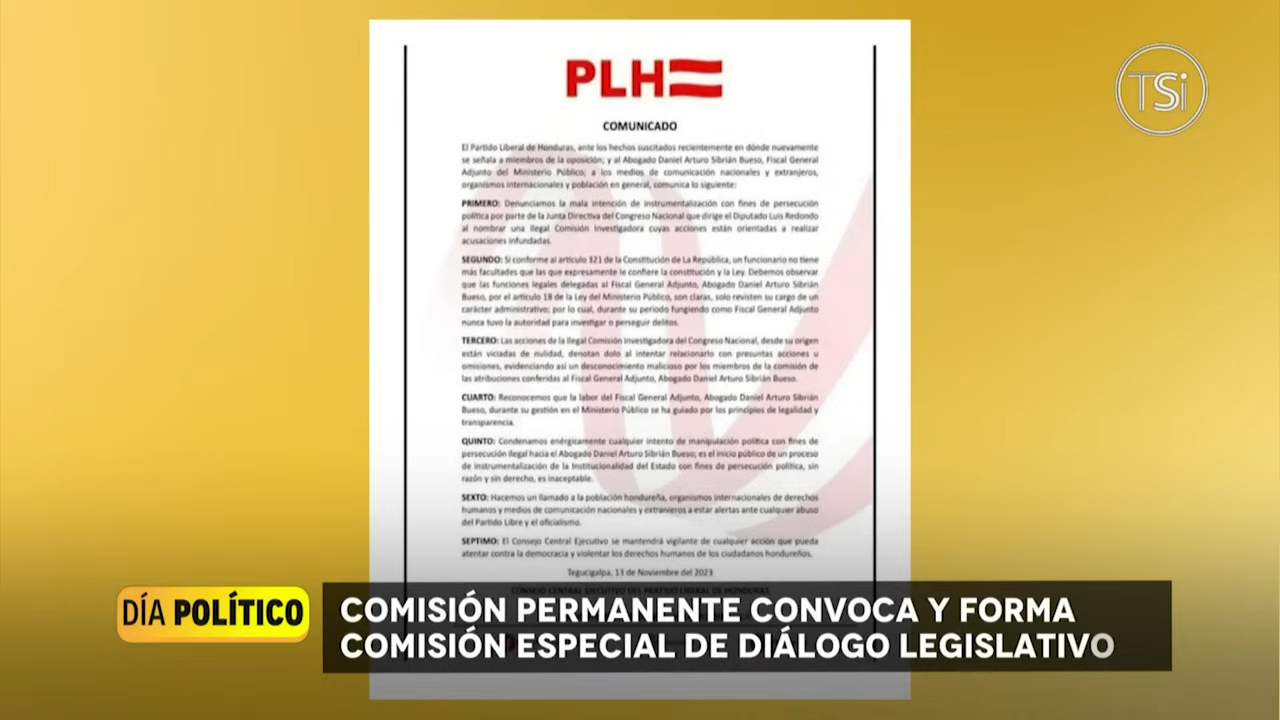 PLH
TSi
COMUNICADO
El Partido Liberal de Honduras, ante los hechos suscitados recientemente en dónde nuevamente
se señala a miembros de la oposición; y al Abogado Daniel Arturo Sibrián Bueso, Fiscal General
Adjunto del Ministerio Público; a los medios de comunicación nacionales y extranjeros,
organismos internacionales y población en general, comunica lo siguiente:
PRIMERO: Denunciamos la mala intención de instrumentalización con fines de persecución
política por parte de la Junta Directiva del Congreso Nacional que dirige el Diputado Luis Redondo
al nombrar una ilegal Comisión Investigadora cuyas acciones están orientadas a realizar
acusaciones infundadas.
SEGUNDO: Si conforme al artículo 321 de la Constitución de La República, un funcionario no tiene
más facultades que las que expresamente le confiere la constitución y la Ley. Debemos observar
que las funciones legales delegadas al Fiscal General Adjunto, Abogado Daniel Arturo Sibrián
Bueso, por el artículo 18 de la Ley del Ministerio Público, son claras, solo revisten su cargo de un
carácter administrativo; por lo cual, durante su periodo fungiendo como Fiscal General Adjunto
nunca tuvo la autoridad para investigar o perseguir delitos.
TERCERO: Las acciones de la Ilegal Comisión Investigadora del Congreso Nacional, desde su origen
están viciadas de nulidad, denotan dolo al intentar relacionarlo con presuntas acciones u
omisiones, evidenciando así un desconocimiento malicioso por los miembros de la comisión de
las atribuciones conferidas al Fiscal General Adjunto, Abogado Daniel Arturo Sibrián Bueso.
CUARTO: Reconocemos que la labor del Fiscal General Adjunto, Abogado Daniel Arturo Sibrián
Bueso, durante su gestión en el Ministerio Público se ha guiado por los principios de legalidad y
transparencia.
QUINTO: Condenamos enérgicamente cualquier intento de manipulación política con fines de
persecución ilegal hacia el Abogado Daniel Arturo Sibrián Bueso; es el inicio público de un proceso
de instrumentalización de la Institucionalidad del Estado con fines de persecución política, sin
razón y sin derecho, es inaceptable.
SEXTO: Hacemos un llamado a la población hondureña, organismos internacionales de derechos
humanos y medios de comunicación nacionales y extranjeros a estar alertas ante cualquier abuso
del Partido Libre y el oficialismo.
SEPTIMO: El Consejo Central Ejecutivo se mantendrá vigilante de cualquier acción que pueda
atentar contra la democracia y violentar los derechos humanos de los ciudadanos hondureños.
Tegucigalpa, 13 de Noviembre del 2023
CONSEJO CENTRAL EJECUTIVO DEL PARTIDO LIBERAL DE HONDURAS
DÍA POLÍTICO
COMISIÓN PERMANENTE CONVOCA Y FORMA
COMISIÓN ESPECIAL DE DIÁLOGO LEGISLATIVO